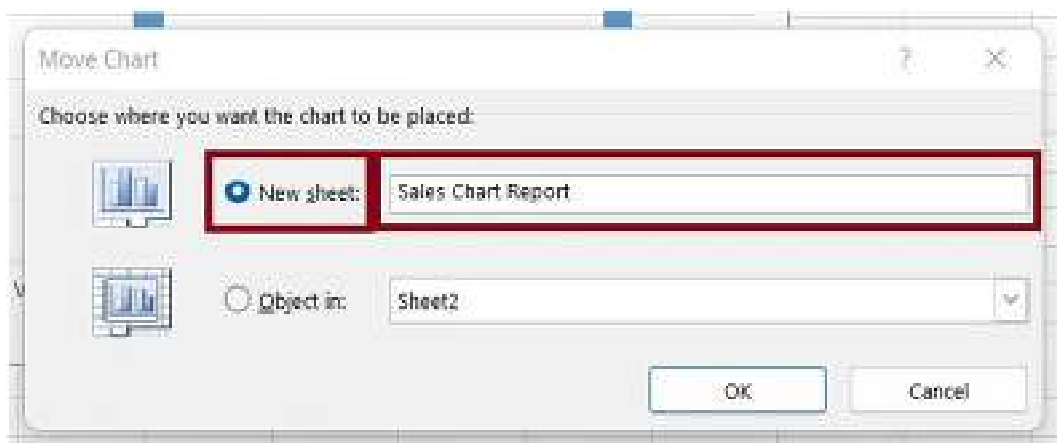 Move Chart ? ×
Choose where you want the chart to be placed:
New sheet: Sales Chart Report
Object in: Sheet2
OK Cancel